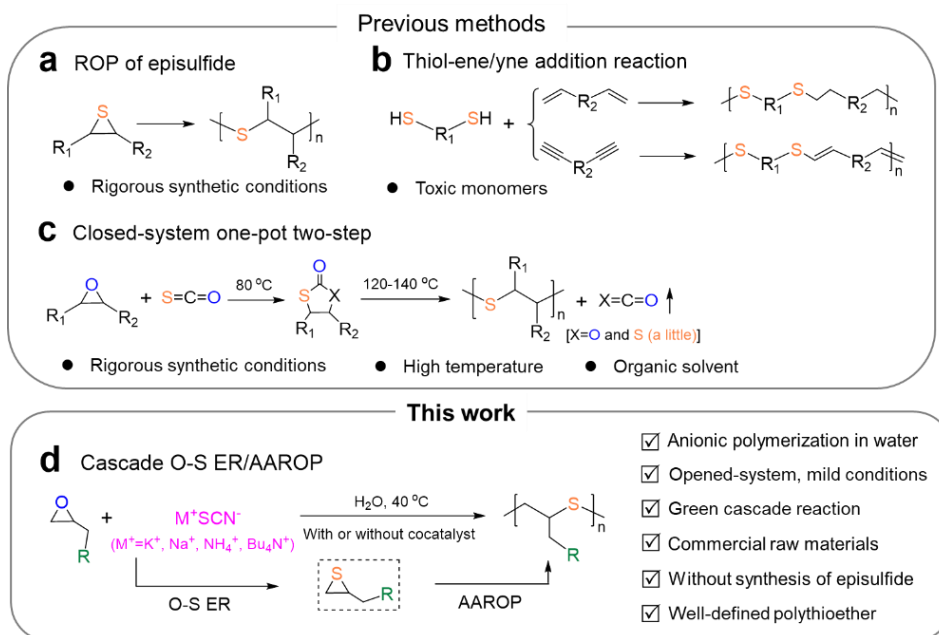 Previous methods
a ROP of episulfide
S
R1 R2
S R1 R2 n
● Rigorous synthetic conditions
b Thiol-ene/yne addition reaction
HS R1 SH + R2
S R1 S R2 n
R2
S R1 S R2 n
● Toxic monomers
c Closed-system one-pot two-step
O R1 R2 + S=C=O 80 °C O S X R1 R2 120-140 °C S R1 R2 n + X=C=O
[X=O and S (a little)]
● Rigorous synthetic conditions ● High temperature ● Organic solvent
This work
d Cascade O-S ER/AAROP
O R + M+SCN- H2O, 40 °C S n R
(M+=K+, Na+, NH4+, Bu4N+) With or without cocatalyst
O-S ER S R AAROP
☑ Anionic polymerization in water
☑ Opened-system, mild conditions
☑ Green cascade reaction
☑ Commercial raw materials
☑ Without synthesis of episulfide
☑ Well-defined polythioether